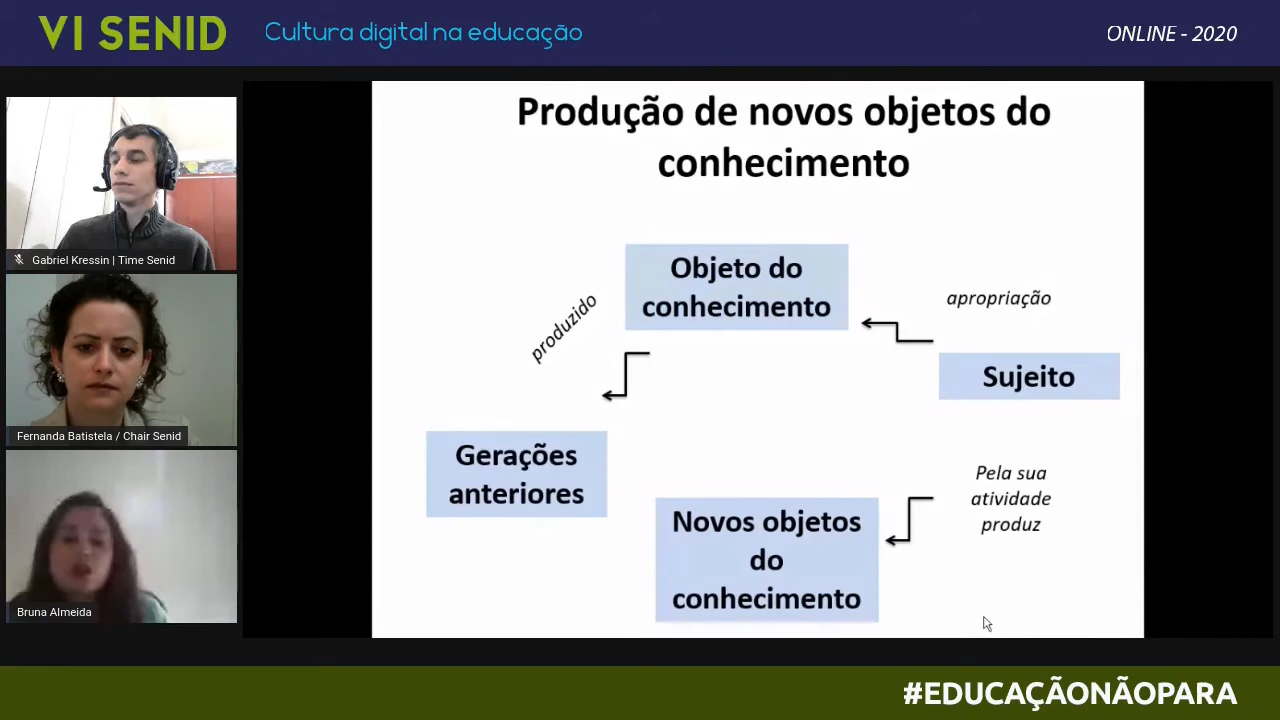 VI SENID
Cultura digital na educação
ONLINE - 2020
Gabriel Kressin | Time Senid
Fernanda Batistela / Chair Senid
Bruna Almeida
Produção de novos objetos do
conhecimento
Objeto do
conhecimento
apropriação
produzido
Sujeito
Gerações
anteriores
Pela sua
atividade
produz
Novos objetos
do
conhecimento
#EDUCAÇÃONÃOPARA